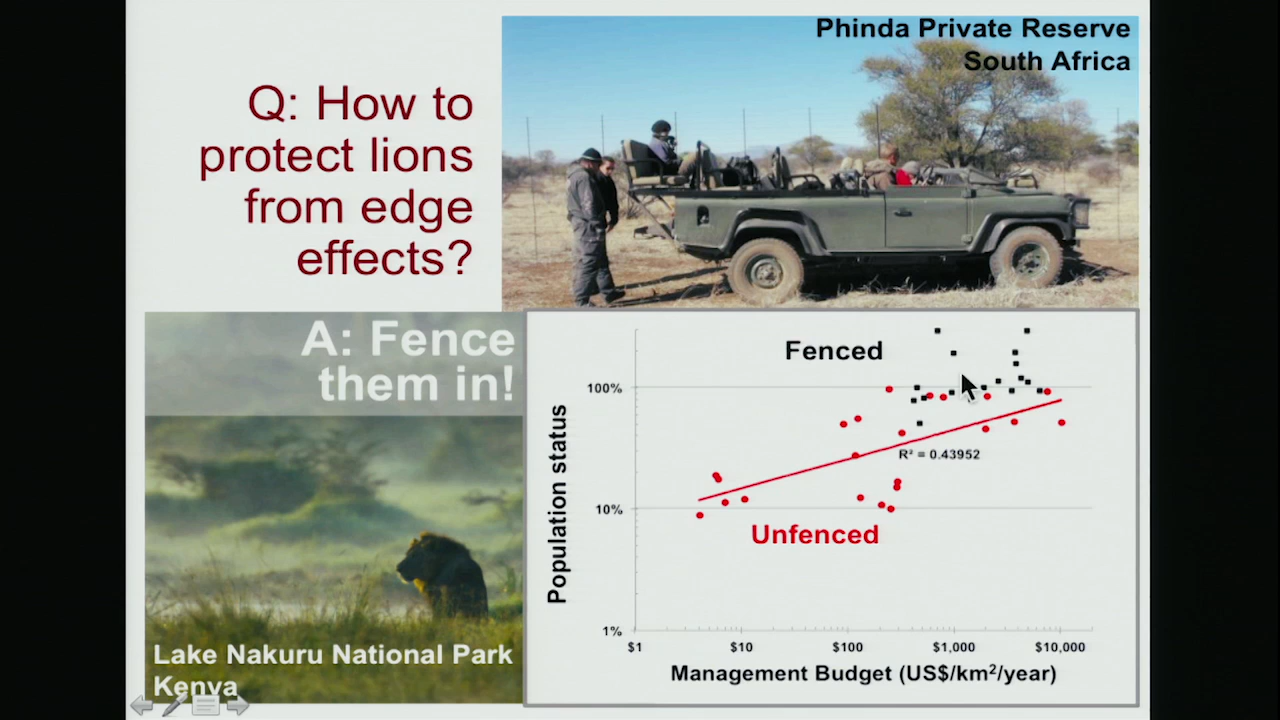 Q: How to
protect lions
from edge
effects?
Phinda Private Reserve
South Africa
A: Fence
them in!
Lake Nakuru National Park
Kenya
Fenced
Unfenced
R² = 0.43952
Population status
100%
10%
1%
$1
$10
$100
$1,000
$10,000
Management Budget (US$/km²/year)